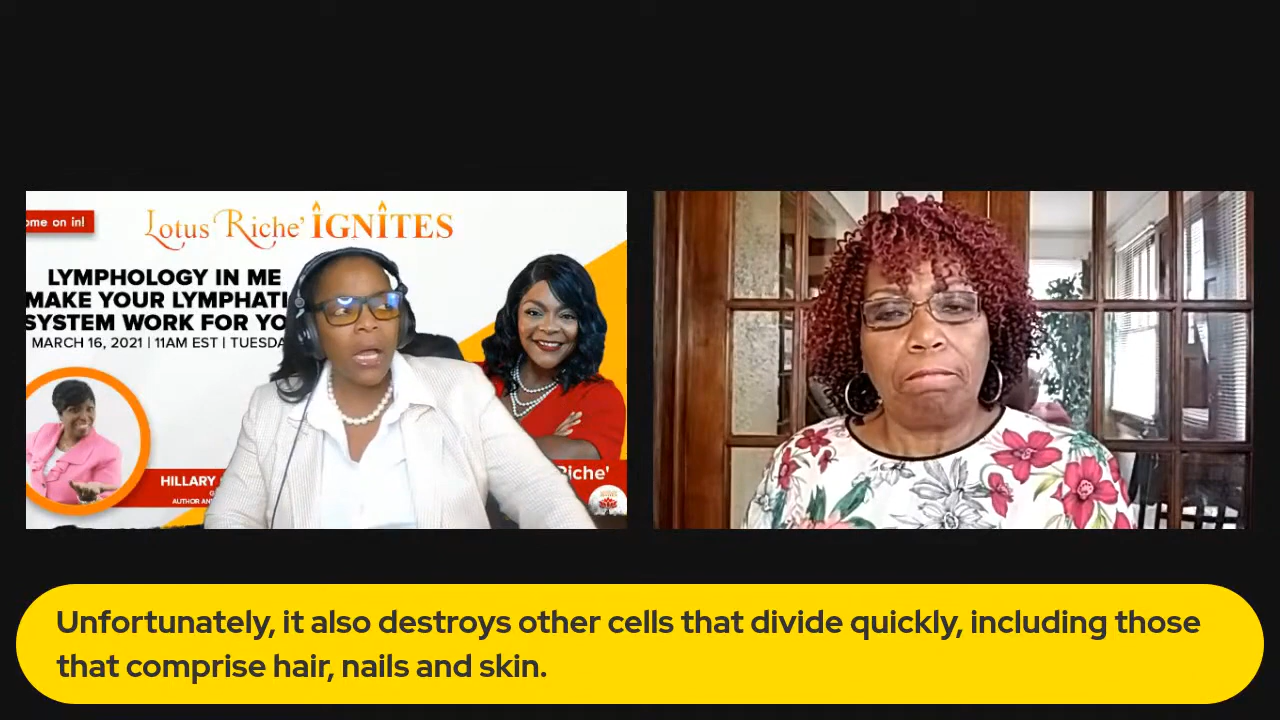 ome on in!
Lotus Riche' IGNITES
LYMPHOLOGY IN ME
MAKE YOUR LYMPHATI
SYSTEM WORK FOR YO
MARCH 16, 2021 | 11AM EST | TUESDA
HILLARY
Riche'
AUTHOR AN
Unfortunately, it also destroys other cells that divide quickly, including those
that comprise hair, nails and skin.